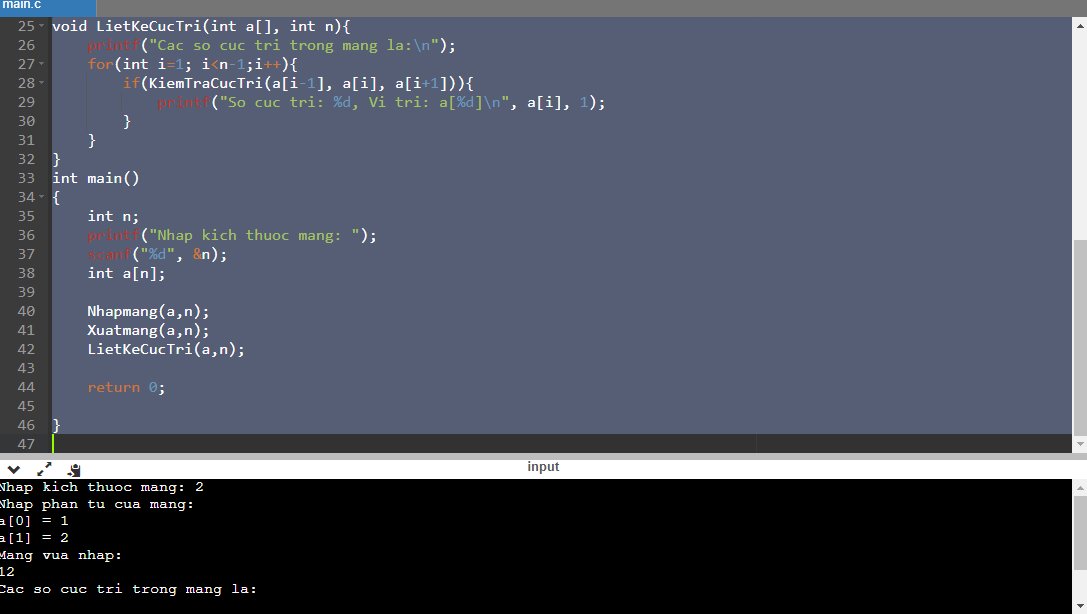 main.c
25 void LietKeCucTri(int a[], int n){
26 printf("Cac so cuc tri trong mang la:\n");
27 for(int i=1; i<n-1;i++){
28 if(KiemTraCucTri(a[i-1], a[i], a[i+1])){
29 printf("So cuc tri: %d, Vi tri: a[%d]\n", a[i], 1);
30 }
31 }
32 }
33 int main()
34 {
35 int n;
36 printf("Nhap kich thuoc mang: ");
37 scanf("%d", &n);
38 int a[n];
39
40 Nhapmang(a,n);
41 Xuatmang(a,n);
42 LietKeCucTri(a,n);
43
44 return 0;
45
46 }
47
input
Nhap kich thuoc mang: 2
Nhap phan tu cua mang:
a[0] = 1
a[1] = 2
Mang vua nhap:
12
Cac so cuc tri trong mang la: